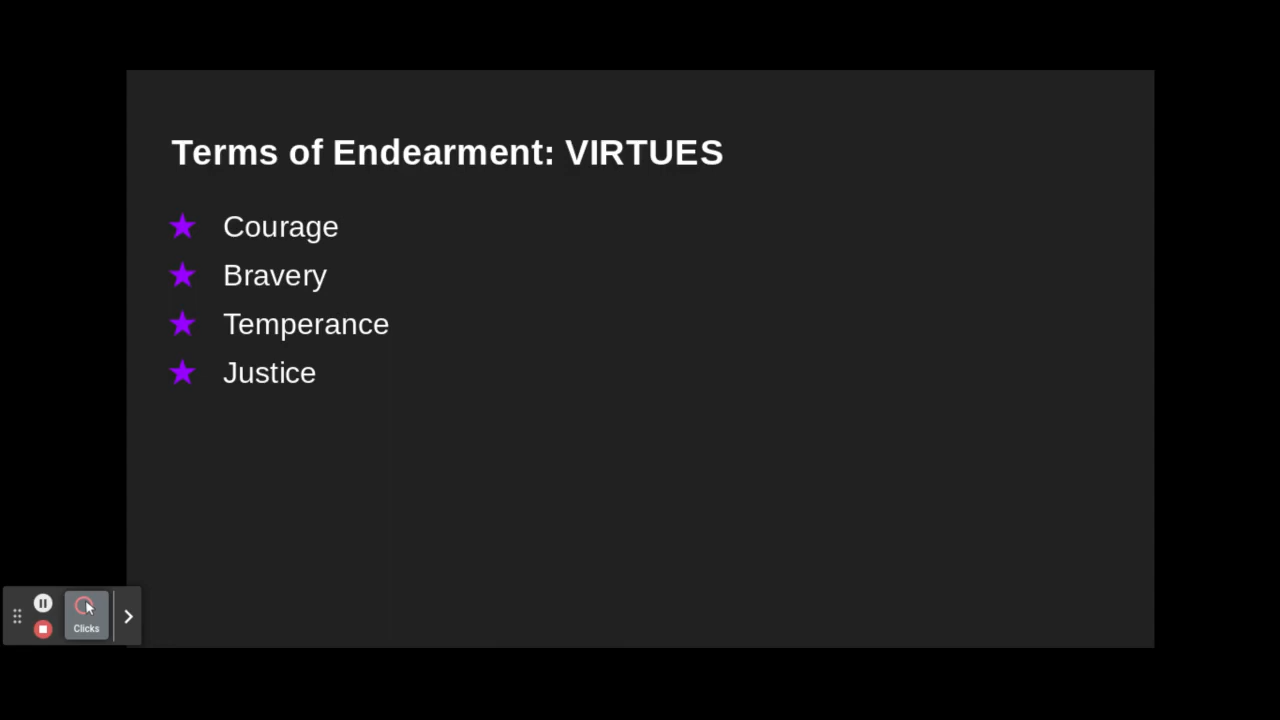 Terms of Endearment: VIRTUES
Courage
Bravery
Temperance
Justice
Clicks